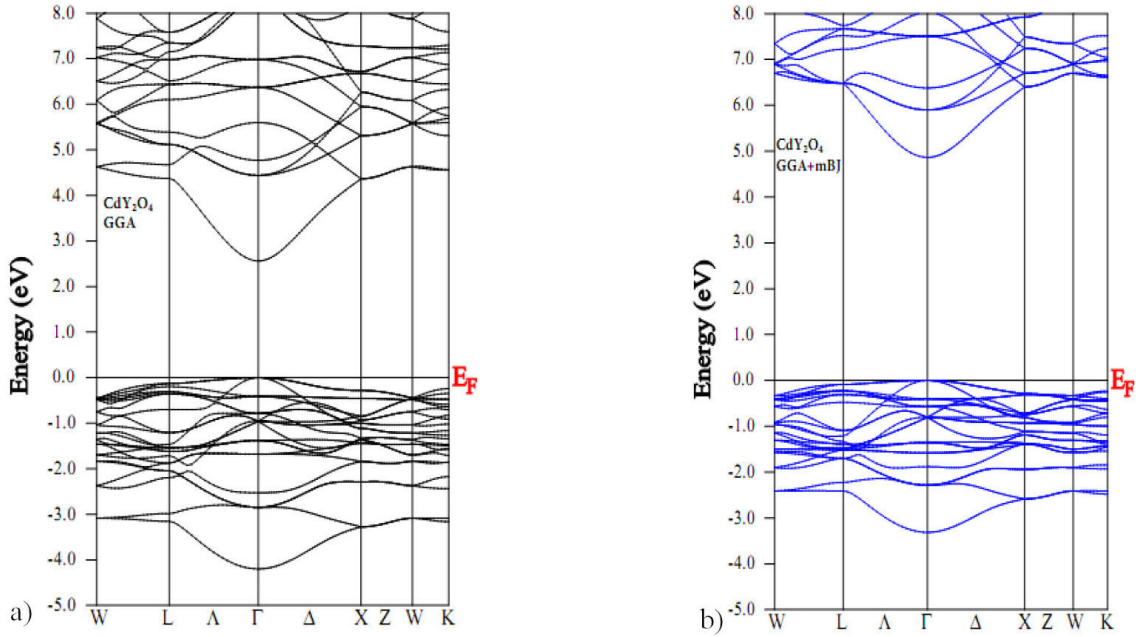 8.0
7.0
6.0
5.0
4.0
3.0
2.0
1.0
0.0
-1.0
-2.0
-3.0
-4.0
-5.0
Energy (eV)
CdY₂O₄
GGA
E_F
W L Λ Γ Δ X Z W K
a)
8.0
7.0
6.0
5.0
4.0
3.0
2.0
1.0
0.0
-1.0
-2.0
-3.0
-4.0
-5.0
Energy (eV)
CdY₂O₄
GGA+mBJ
E_F
W L Λ Γ Δ X Z W K
b)